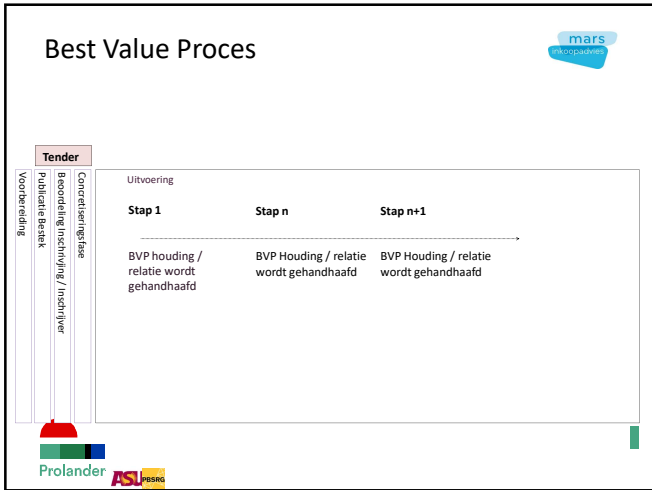 Best Value Proces
mars
inkoopadvies
Tender
Voorbereiding
Publicatie Bestek
Beoordeling Inschrijving / Inschrijver
Concretiseringsfase
Uitvoering
Stap 1
Stap n
Stap n+1
BVP houding /
relatie wordt
gehandhaafd
BVP Houding / relatie
wordt gehandhaafd
BVP Houding / relatie
wordt gehandhaafd
Prolander
ASU
PBSRG